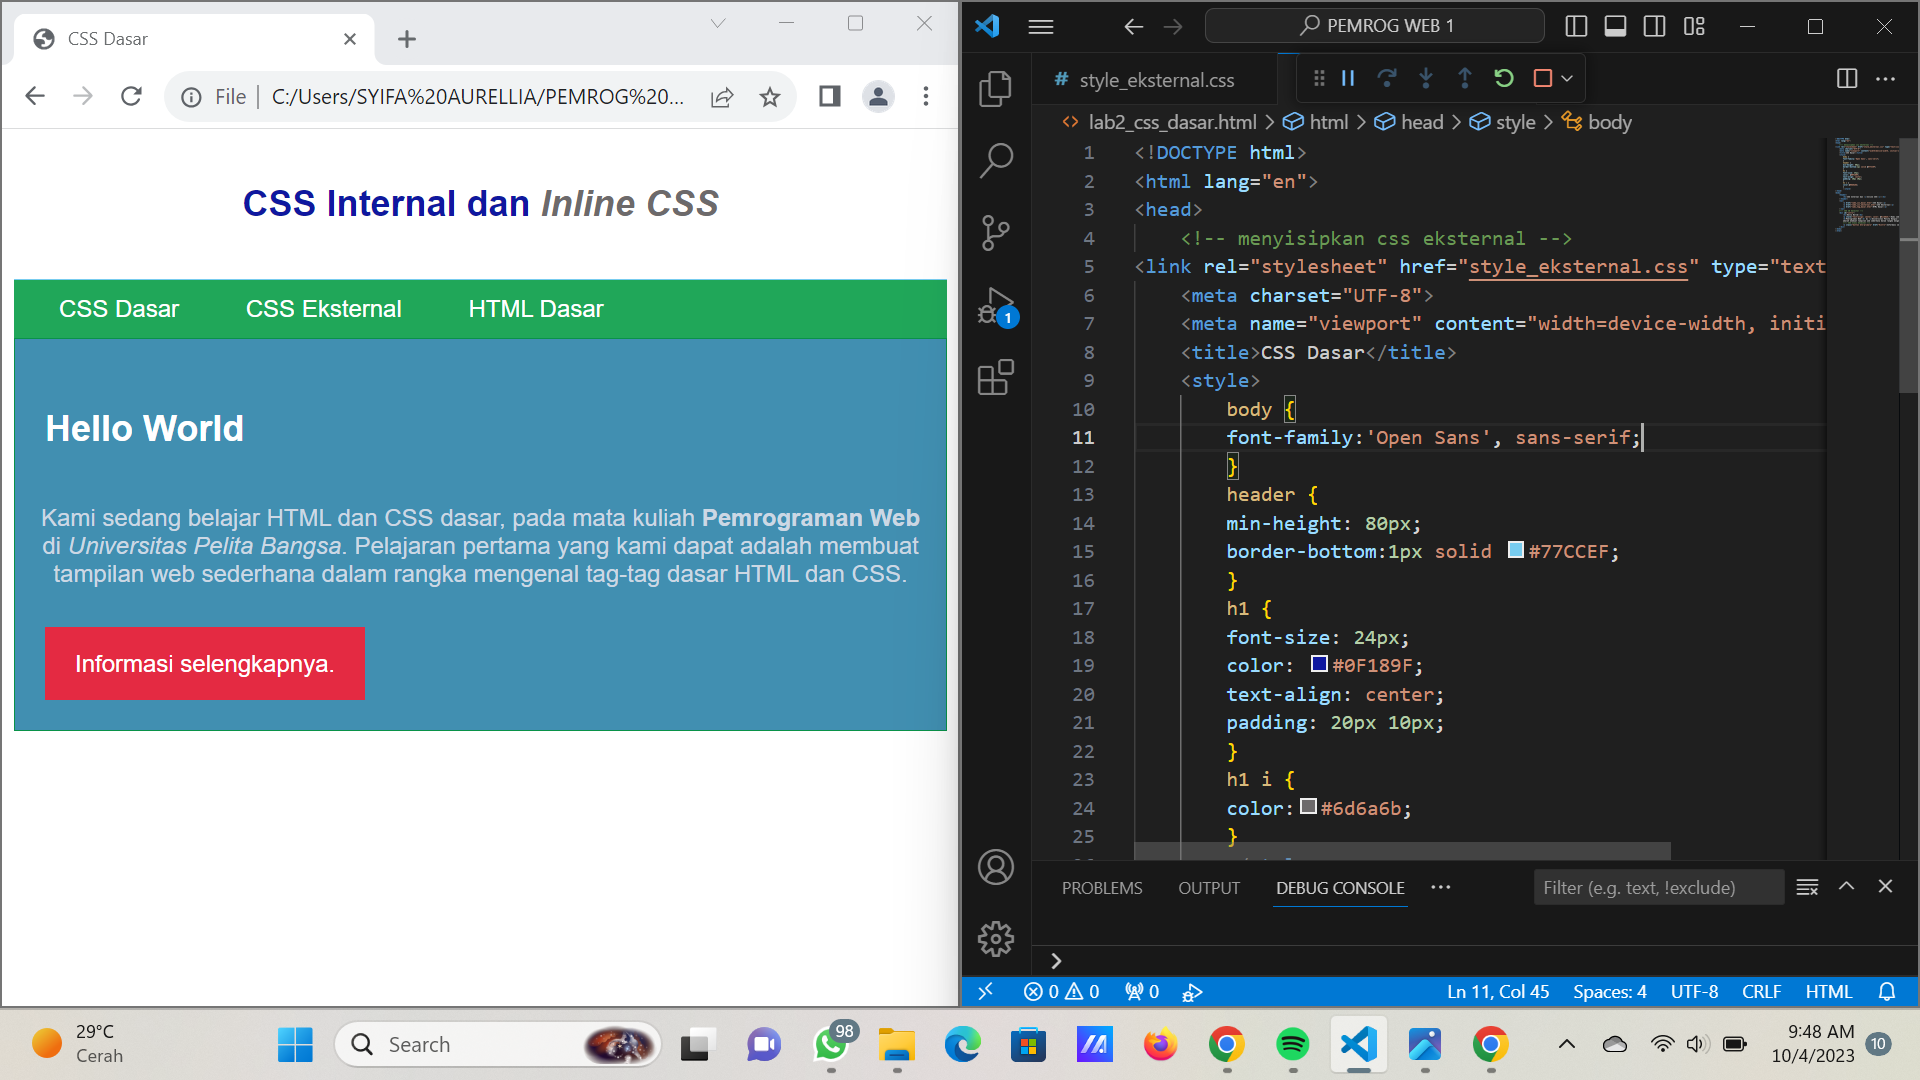 CSS Dasar
File
C:/Users/SYIFA%20AURELLIA/PEMROG%20...
CSS Internal dan Inline CSS
CSS Dasar
CSS Eksternal
HTML Dasar
Hello World
Kami sedang belajar HTML dan CSS dasar, pada mata kuliah Pemrograman Web
di Universitas Pelita Bangsa. Pelajaran pertama yang kami dapat adalah membuat
tampilan web sederhana dalam rangka mengenal tag-tag dasar HTML dan CSS.
Informasi selengkapnya.
PEMROG WEB 1
# style_eksternal.css
lab2_css_dasar.html > html > head > style > body
1 <!DOCTYPE html>
2 <html lang="en">
3 <head>
4 <!-- menyisipkan css eksternal -->
5 <link rel="stylesheet" href="style_eksternal.css" type="text
6 <meta charset="UTF-8">
7 <meta name="viewport" content="width=device-width, initi
8 <title>CSS Dasar</title>
9 <style>
10 body {
11 font-family:'Open Sans', sans-serif;
12 }
13 header {
14 min-height: 80px;
15 border-bottom:1px solid #77CCEF;
16 }
17 h1 {
18 font-size: 24px;
19 color: #0F189F;
20 text-align: center;
21 padding: 20px 10px;
22 }
23 h1 i {
24 color:#6d6a6b;
25 }
1
PROBLEMS
OUTPUT
DEBUG CONSOLE
Filter (e.g. text, !exclude)
0
0
0
Ln 11, Col 45
Spaces: 4
UTF-8
CRLF
HTML
29°C
Cerah
Search
98
9:48 AM
10/4/2023
10